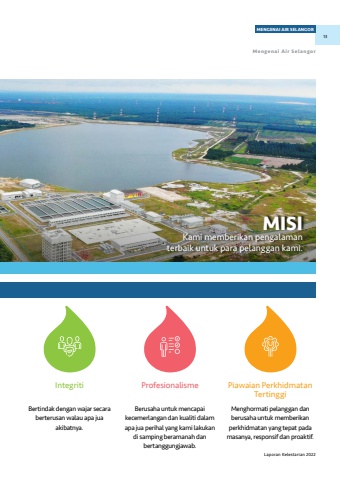 MENGENAI AIR SELANGOR
13
Mengenai Air Selangor
MISI
Kami memberikan pengalaman
terbaik untuk para pelanggan kami.
Integriti
Bertindak dengan wajar secara
berterusan walau apa jua
akibatnya.
Profesionalisme
Berusaha untuk mencapai
kecemerlangan dan kualiti dalam
apa jua perihal yang kami lakukan
di samping beramanah dan
bertanggungjawab.
Piawaian Perkhidmatan
Tertinggi
Menghormati pelanggan dan
berusaha untuk memberikan
perkhidmatan yang tepat pada
masanya, responsif dan proaktif.
Laporan Kelestarian 2022